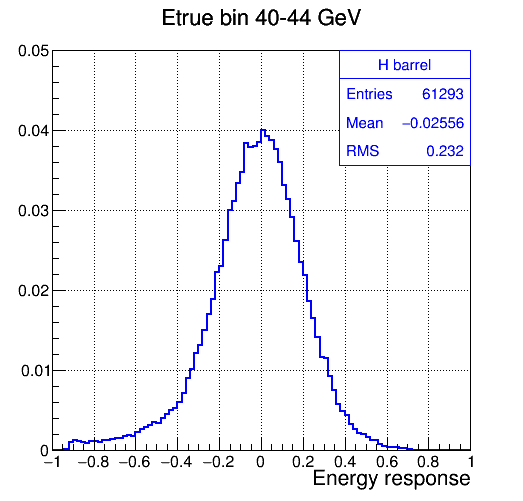 Etrue bin 40-44 GeV
0.05
H barrel
Entries 61293
Mean −0.02556
RMS 0.232
0.04
0.03
0.02
0.01
0
−1 −0.8 −0.6 −0.4 −0.2 0 0.2 0.4 0.6 0.8 1
Energy response